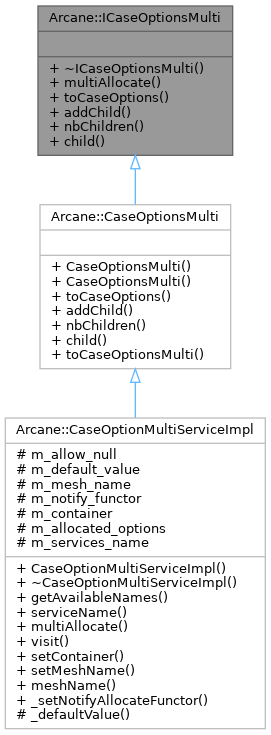 Arcane::ICaseOptionsMulti
+ ~ICaseOptionsMulti()
+ multiAllocate()
+ toCaseOptions()
+ addChild()
+ nbChildren()
+ child()
Arcane::CaseOptionsMulti
+ CaseOptionsMulti()
+ CaseOptionsMulti()
+ toCaseOptions()
+ addChild()
+ nbChildren()
+ child()
+ toCaseOptionsMulti()
Arcane::CaseOptionMultiServiceImpl
# m_allow_null
# m_default_value
# m_mesh_name
# m_notify_functor
# m_container
# m_allocated_options
# m_services_name
+ CaseOptionMultiServiceImpl()
+ ~CaseOptionMultiServiceImpl()
+ getAvailableNames()
+ serviceName()
+ multiAllocate()
+ visit()
+ setContainer()
+ setMeshName()
+ meshName()
+ _setNotifyAllocateFunctor()
# _defaultValue()